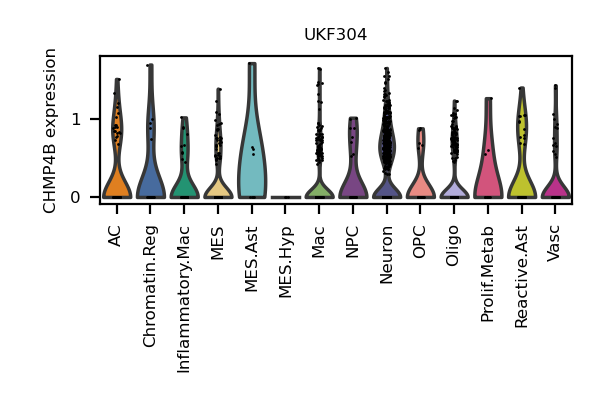 UKF304
CHMP4B expression
1
0
AC
Chromatin.Reg
Inflammatory.Mac
MES
MES.Ast
MES.Hyp
Mac
NPC
Neuron
OPC
Oligo
Prolif.Metab
Reactive.Ast
Vasc